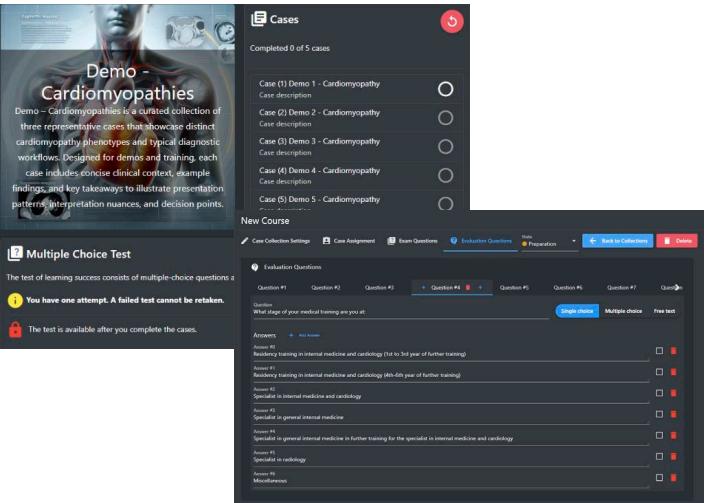 Demo -
Cardiomyopathies
Demo – Cardiomyopathies is a curated collection of
three representative cases that showcase distinct
cardiomyopathy phenotypes and typical diagnostic
workflows. Designed for demos and training, each
case includes concise clinical context, example
findings, and key takeaways to illustrate presentation
patterns, interpretation nuances, and decision points.
Multiple Choice Test
The test of learning success consists of multiple-choice questions a
You have one attempt. A failed test cannot be retaken.
The test is available after you complete the cases.
Cases
Completed 0 of 5 cases
Case (1) Demo 1 - Cardiomyopathy
Case description
Case (2) Demo 2 - Cardiomyopathy
Case description
Case (3) Demo 3 - Cardiomyopathy
Case description
Case (4) Demo 4 - Cardiomyopathy
Case description
Case (5) Demo 5 - Cardiomyopathy
New Course
Case Collection Settings Case Assignment Exam Questions Evaluation Questions State Preparation Back to Collections Delete
Evaluation Questions
Question #1 Question #2 Question #3 + Question #4 + Question #5 Question #6 Question #7 Question
Question
What stage of your medical training are you at: Single choice Multiple choice Free text
Answers + Add Answer
Answer #0
Residency training in internal medicine and cardiology (1st to 3rd year of further training)
Answer #1
Residency training in internal medicine and cardiology (4th-6th year of further training)
Answer #2
Specialist in internal medicine and cardiology
Answer #3
Specialist in general internal medicine
Answer #4
Specialist in general internal medicine in further training for the specialist in internal medicine and cardiology
Answer #5
Specialist in radiology
Answer #6
Miscellaneous